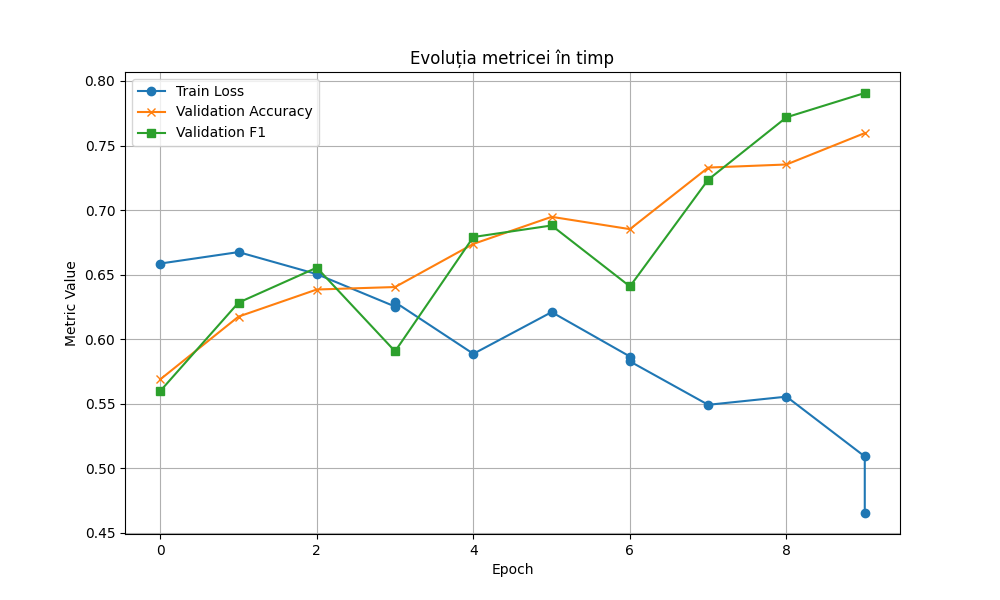 Evoluția metricei în timp
Train Loss
Validation Accuracy
Validation F1
Metric Value
0.80
0.75
0.70
0.65
0.60
0.55
0.50
0.45
0 2 4 6 8
Epoch